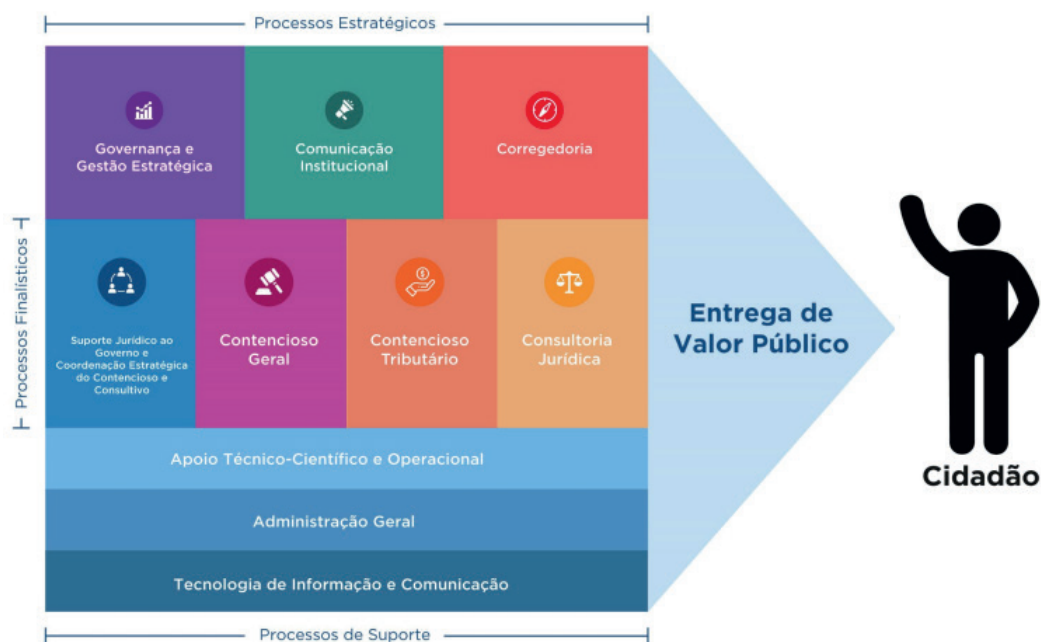 Processos Estratégicos
Governança e
Gestão Estratégica
Comunicação
Institucional
Corregedoria
Processos Finalísticos
Suporte Jurídico ao
Governo e
Coordenação Estratégica
do Contencioso e
Consultivo
Contencioso
Geral
Contencioso
Tributário
Consultoria
Jurídica
Entrega de
Valor Público
Cidadão
Apoio Técnico-Científico e Operacional
Administração Geral
Tecnologia de Informação e Comunicação
Processos de Suporte